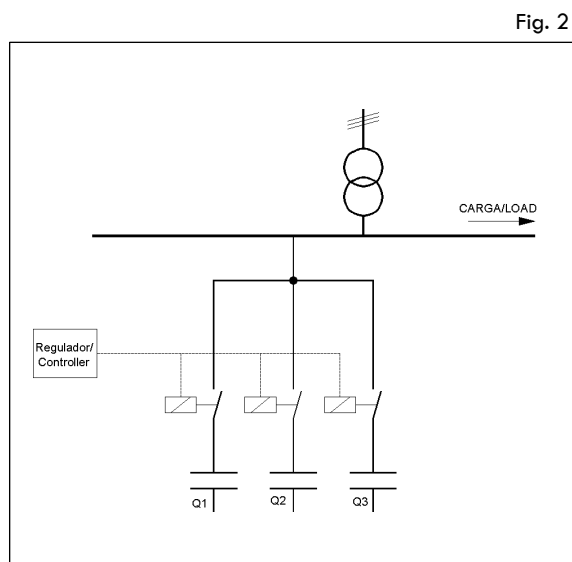 Fig. 2
CARGA/LOAD
Regulador/
Controller
Q1
Q2
Q3